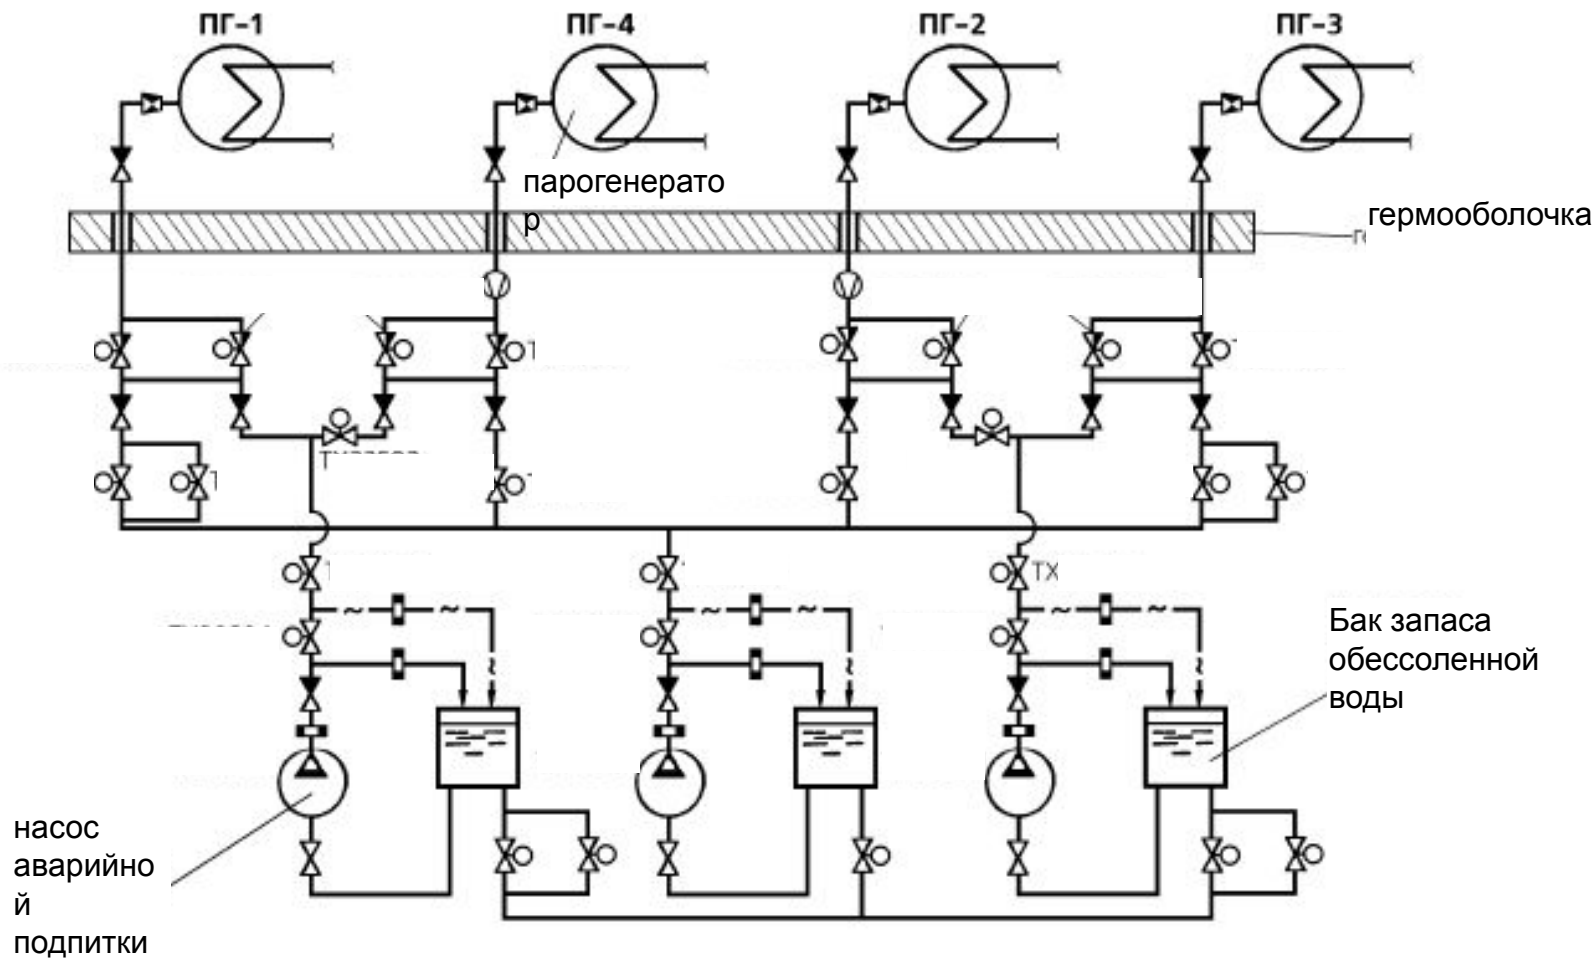 ПГ–1 ПГ–4 ПГ–2 ПГ–3
парогенерато
р
гермооболочка
ТХ
Бак запаса
обессоленной
воды
насос
аварийно
й
подпитки